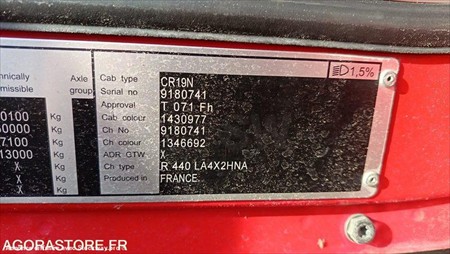 1,5%
chnically Axle Cab type CR19N
missible group Serial no 9180741
Approval T 071 Fh
0100 Kg Cab colour 1430977
0000 Kg Ch No 9180741
7100 Kg Ch colour 1346692
13000 Kg ADR GTW X
X Kg Ch type R 440 LA4X2HNA
X Kg Produced in FRANCE
AGORASTORE.FR